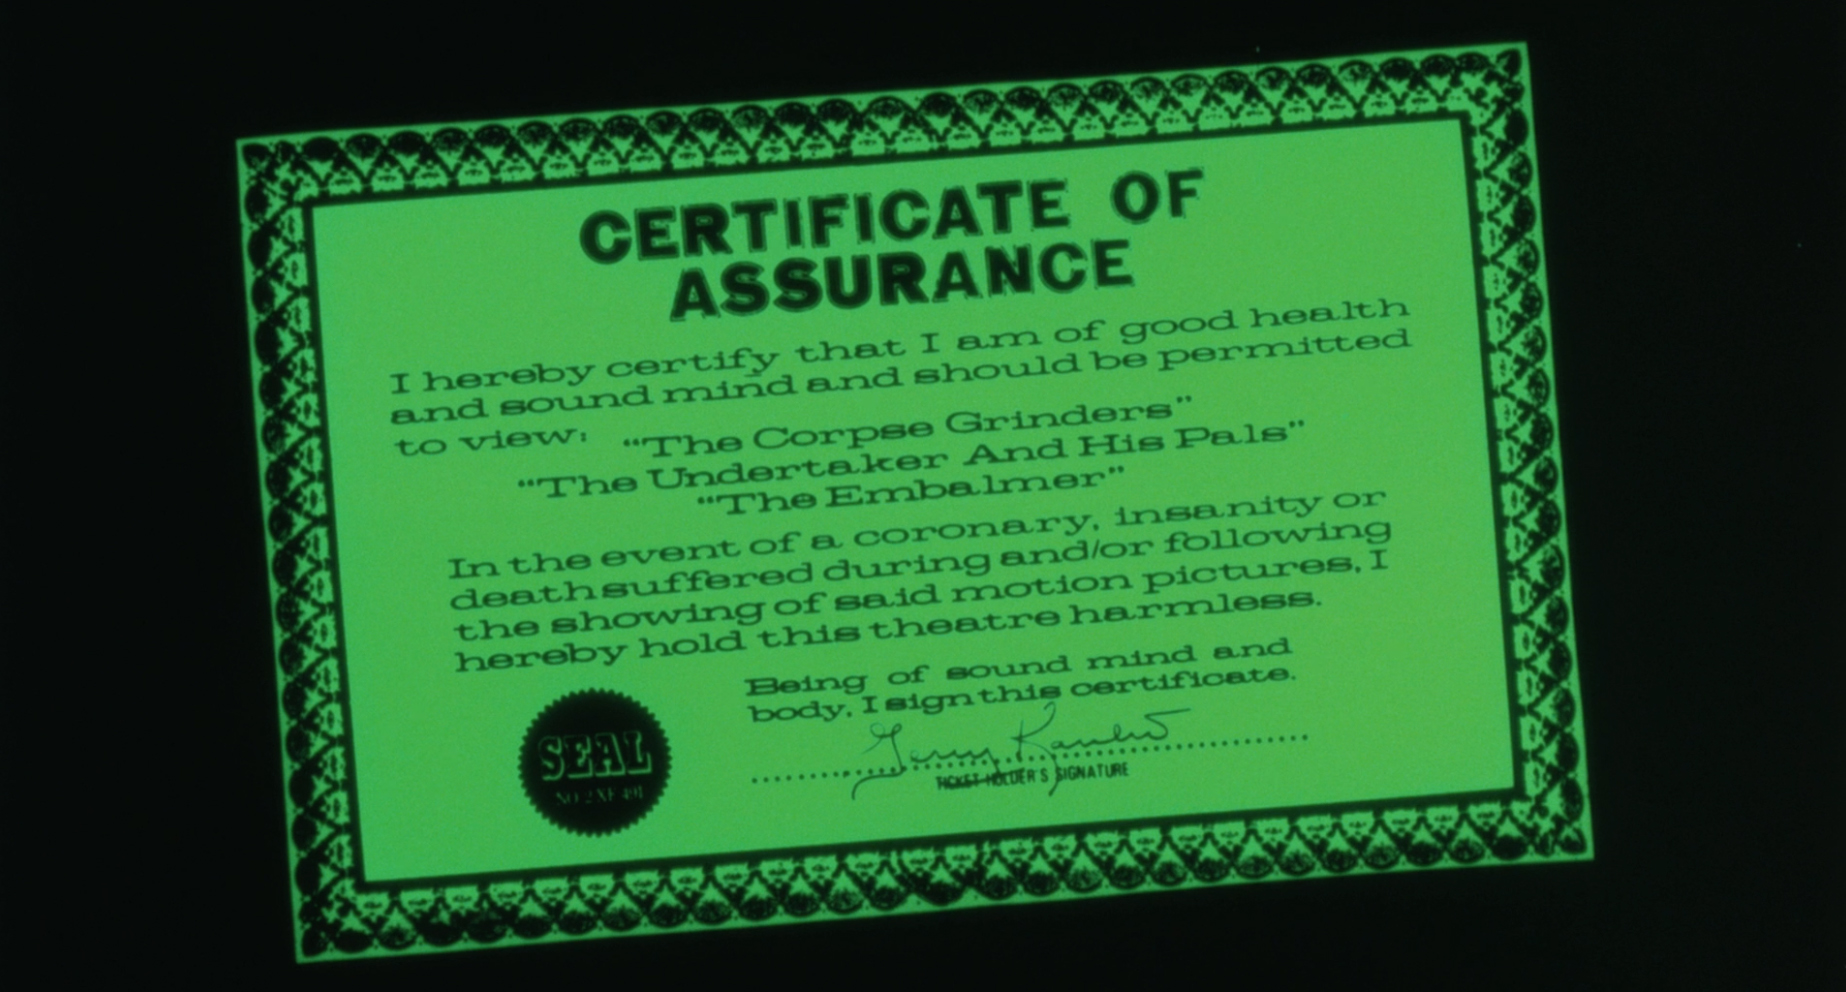 CERTIFICATE OF
ASSURANCE
I hereby certify that I am of good health
and sound mind and should be permitted
to view: "The Corpse Grinders"
"The Undertaker And His Pals"
"The Embalmer"
In the event of a coronary, insanity or
death suffered during and/or following
the showing of said motion pictures, I
hereby hold this theatre harmless.
Being of sound mind and
body, I sign this certificate.
TICKET HOLDER'S SIGNATURE
SEAL